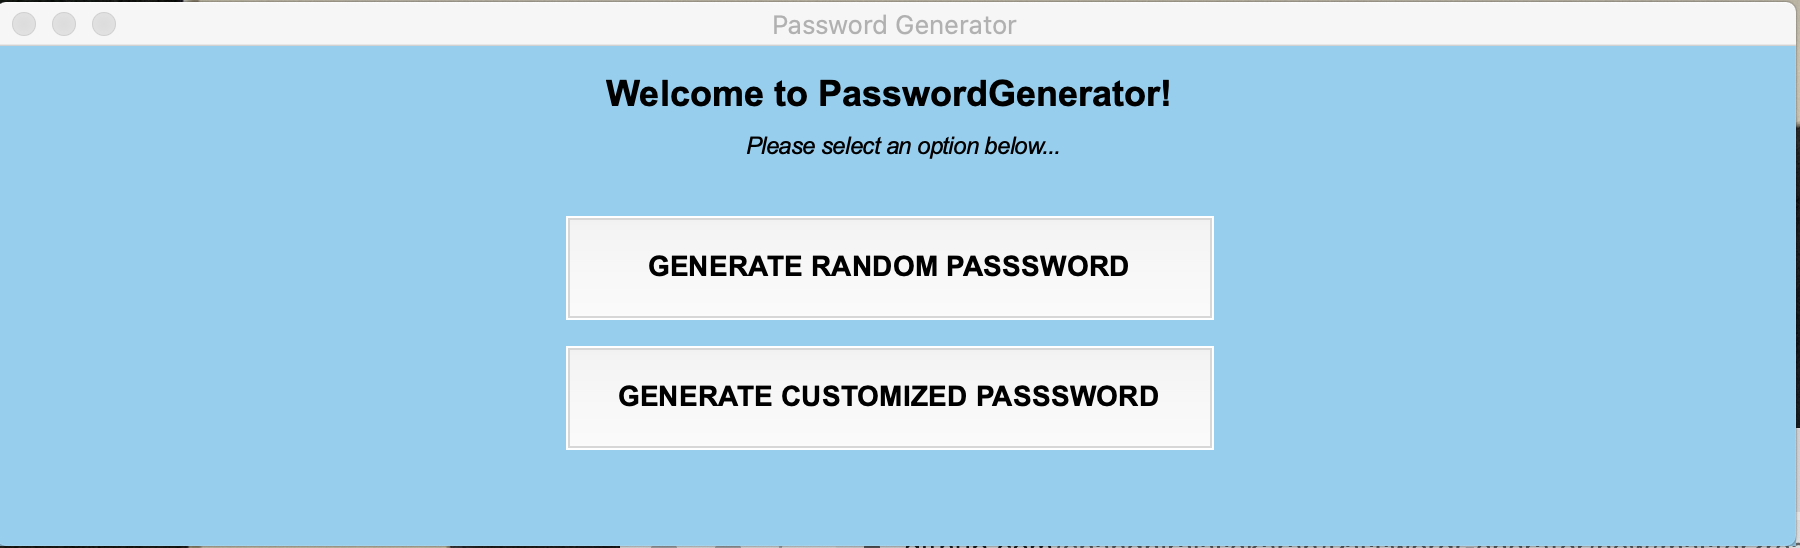 Password Generator
Welcome to PasswordGenerator!
Please select an option below...
GENERATE RANDOM PASSSWORD
GENERATE CUSTOMIZED PASSSWORD